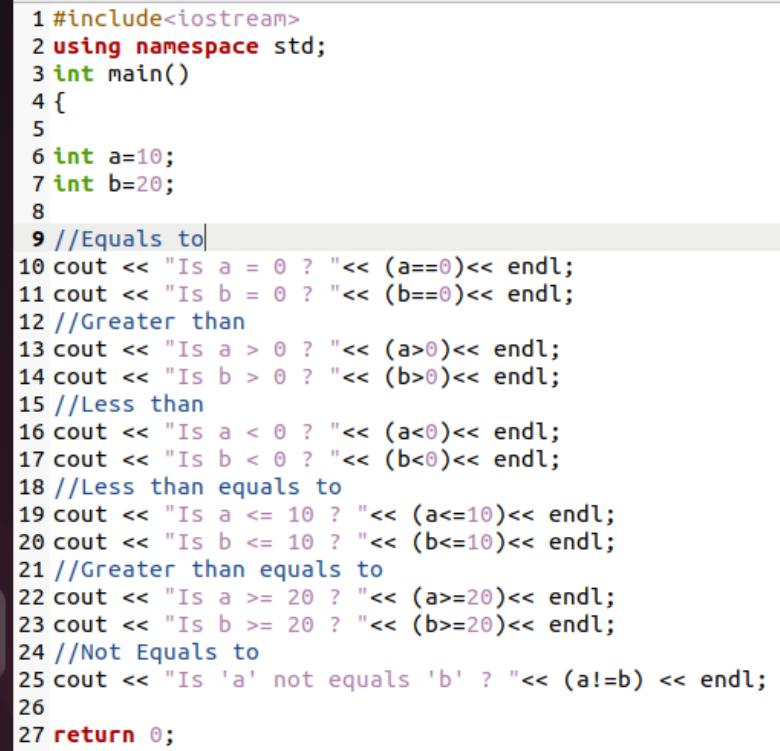 1 #include<iostream>
2 using namespace std;
3 int main()
4 {
5
6 int a=10;
7 int b=20;
8
9 //Equals to
10 cout << "Is a = 0 ? "<< (a==0)<< endl;
11 cout << "Is b = 0 ? "<< (b==0)<< endl;
12 //Greater than
13 cout << "Is a > 0 ? "<< (a>0)<< endl;
14 cout << "Is b > 0 ? "<< (b>0)<< endl;
15 //Less than
16 cout << "Is a < 0 ? "<< (a<0)<< endl;
17 cout << "Is b < 0 ? "<< (b<0)<< endl;
18 //Less than equals to
19 cout << "Is a <= 10 ? "<< (a<=10)<< endl;
20 cout << "Is b <= 10 ? "<< (b<=10)<< endl;
21 //Greater than equals to
22 cout << "Is a >= 20 ? "<< (a>=20)<< endl;
23 cout << "Is b >= 20 ? "<< (b>=20)<< endl;
24 //Not Equals to
25 cout << "Is 'a' not equals 'b' ? "<< (a!=b) << endl;
26
27 return 0;